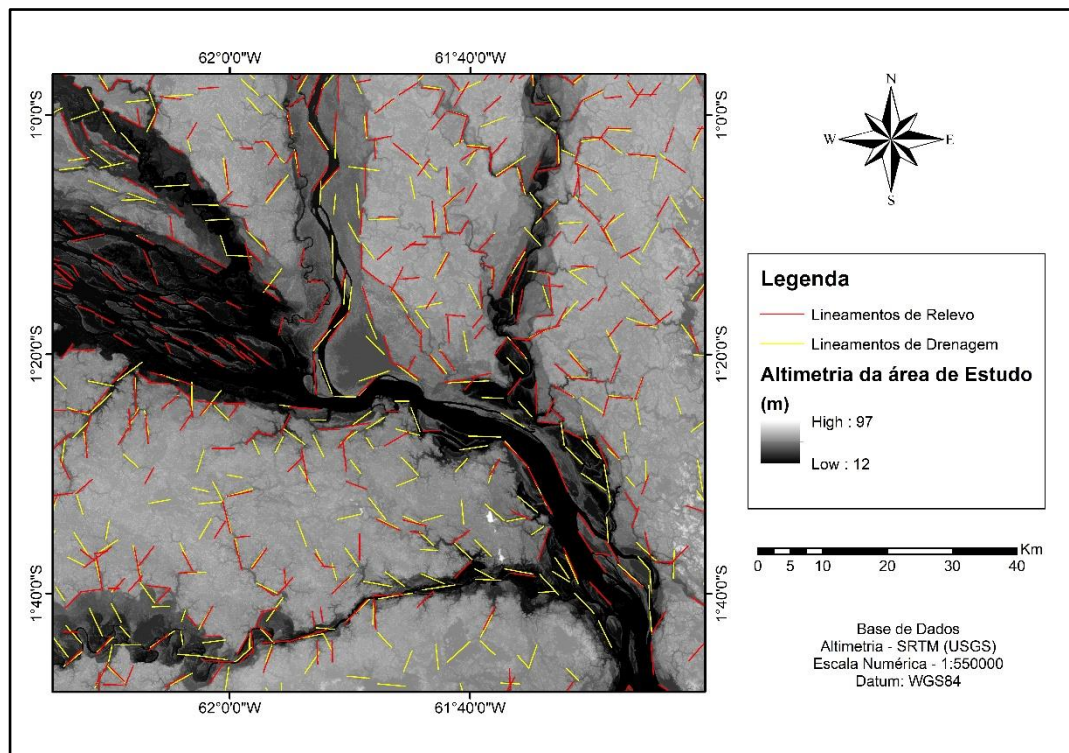 62°0'0"W 61°40'0"W
1°0'0"S 1°0'0"S
1°20'0"S 1°20'0"S
1°40'0"S 1°40'0"S
62°0'0"W 61°40'0"W
N
W E
S
Legenda
Lineamentos de Relevo
Lineamentos de Drenagem
Altimetria da área de Estudo
(m)
High : 97
Low : 12
Km
0 5 10 20 30 40
Base de Dados
Altimetria - SRTM (USGS)
Escala Numérica - 1:550000
Datum: WGS84